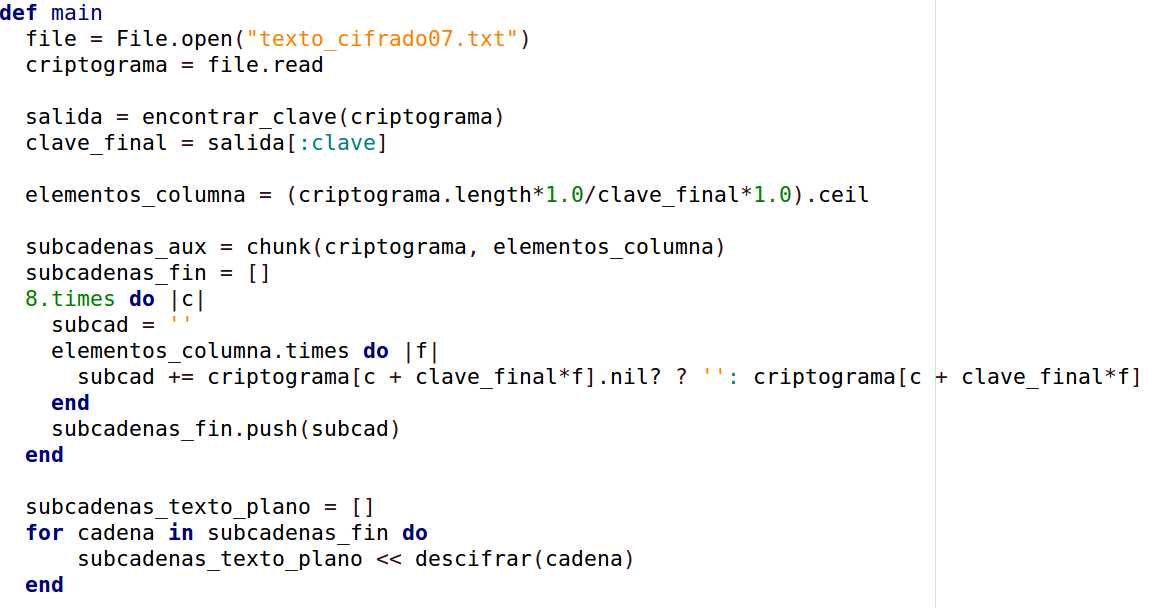 def main
  file = File.open("texto_cifrado07.txt")
  criptograma = file.read

  salida = encontrar_clave(criptograma)
  clave_final = salida[:clave]

  elementos_columna = (criptograma.length*1.0/clave_final*1.0).ceil

  subcadenas_aux = chunk(criptograma, elementos_columna)
  subcadenas_fin = []
  8.times do |c|
    subcad = ''
    elementos_columna.times do |f|
      subcad += criptograma[c + clave_final*f].nil? ? '': criptograma[c + clave_final*f]
    end
    subcadenas_fin.push(subcad)
  end

  subcadenas_texto_plano = []
  for cadena in subcadenas_fin do
      subcadenas_texto_plano << descifrar(cadena)
  end